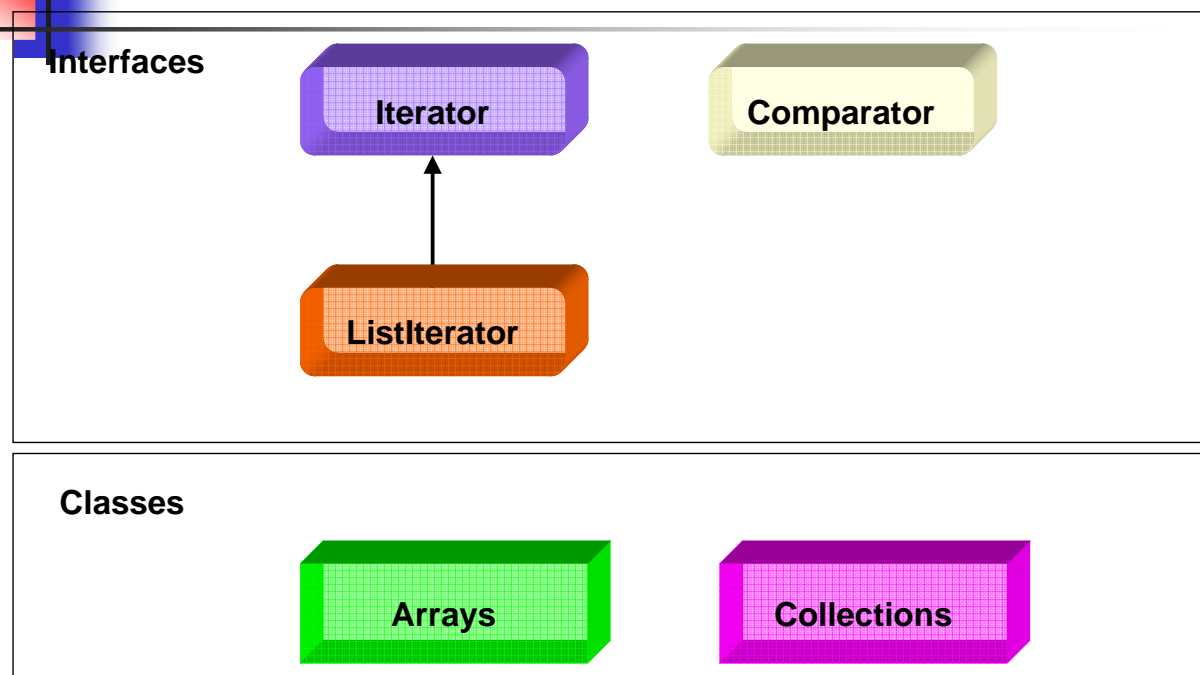 Interfaces
Iterator
Comparator
ListIterator
Classes
Arrays
Collections